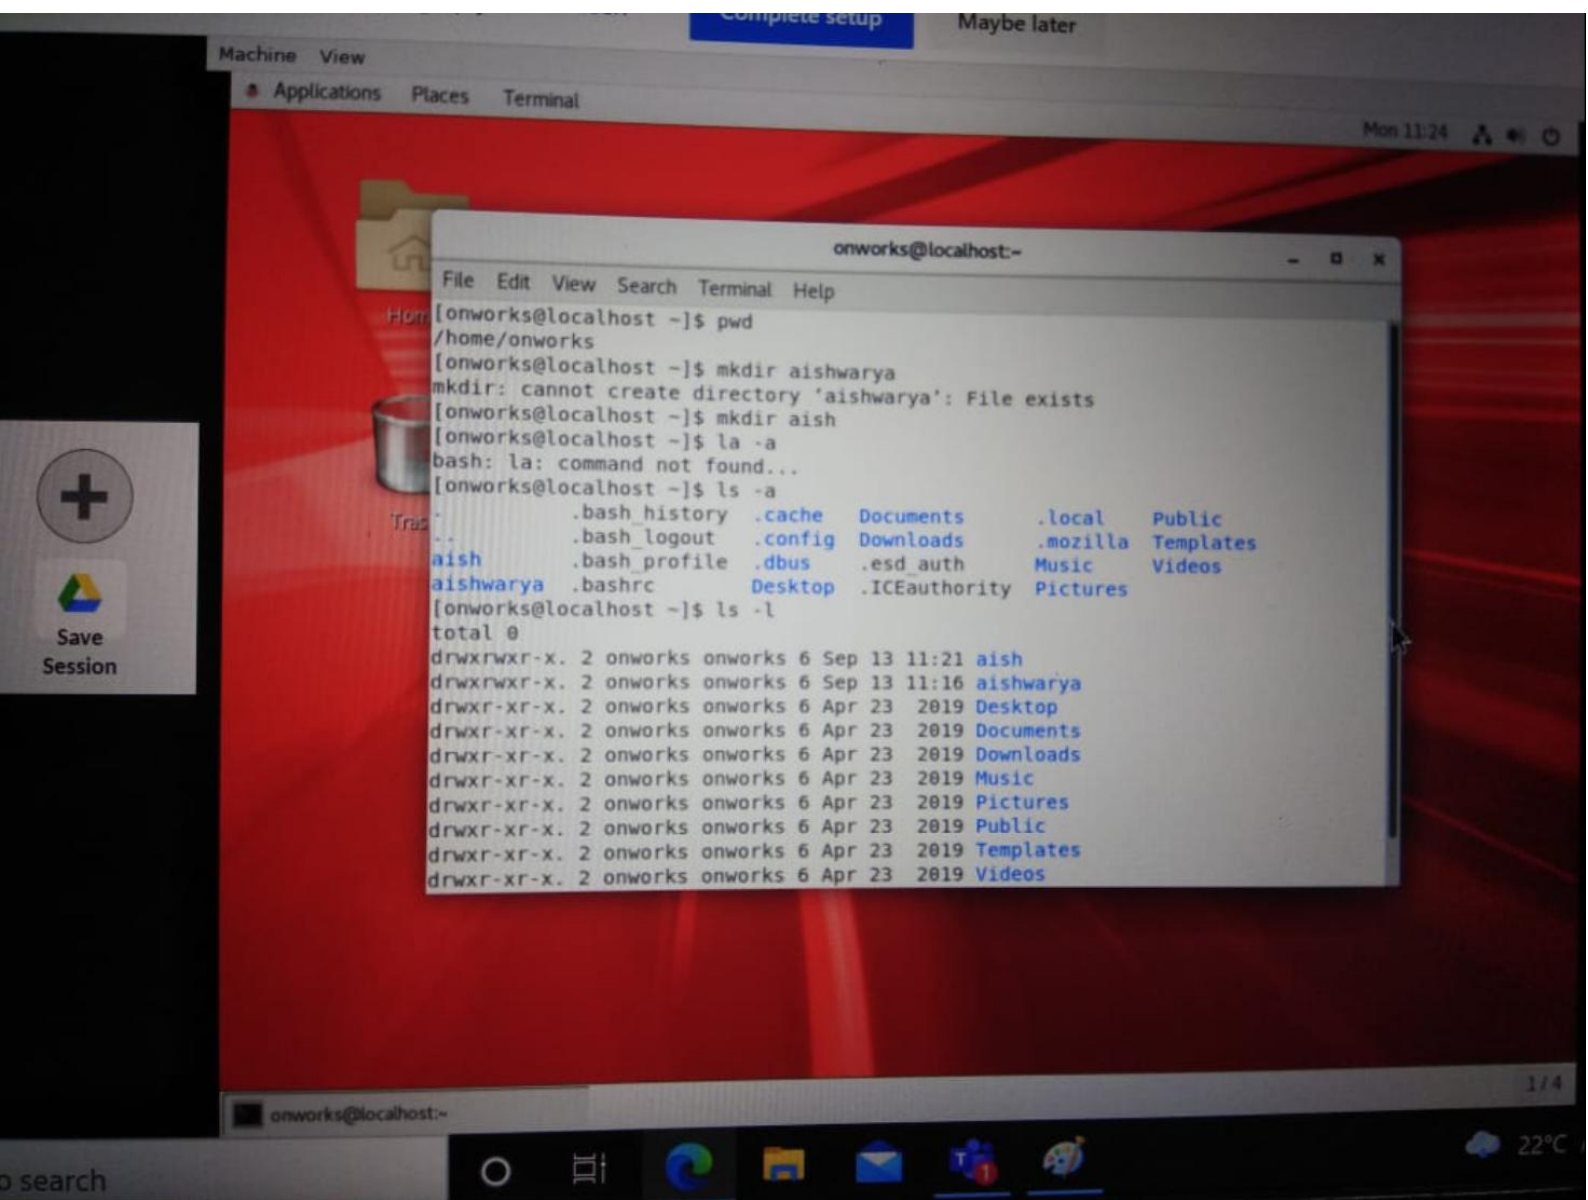 Complete setup Maybe later
Machine View
Applications Places Terminal
Mon 11:24
onworks@localhost:~
File Edit View Search Terminal Help
[onworks@localhost ~]$ pwd
/home/onworks
[onworks@localhost ~]$ mkdir aishwarya
mkdir: cannot create directory 'aishwarya': File exists
[onworks@localhost ~]$ mkdir aish
[onworks@localhost ~]$ la -a
bash: la: command not found...
[onworks@localhost ~]$ ls -a
. .bash_history .cache Documents .local Public
.. .bash_logout .config Downloads .mozilla Templates
aish .bash_profile .dbus .esd_auth Music Videos
aishwarya .bashrc Desktop .ICEauthority Pictures
[onworks@localhost ~]$ ls -l
total 0
drwxrwxr-x. 2 onworks onworks 6 Sep 13 11:21 aish
drwxrwxr-x. 2 onworks onworks 6 Sep 13 11:16 aishwarya
drwxr-xr-x. 2 onworks onworks 6 Apr 23 2019 Desktop
drwxr-xr-x. 2 onworks onworks 6 Apr 23 2019 Documents
drwxr-xr-x. 2 onworks onworks 6 Apr 23 2019 Downloads
drwxr-xr-x. 2 onworks onworks 6 Apr 23 2019 Music
drwxr-xr-x. 2 onworks onworks 6 Apr 23 2019 Pictures
drwxr-xr-x. 2 onworks onworks 6 Apr 23 2019 Public
drwxr-xr-x. 2 onworks onworks 6 Apr 23 2019 Templates
drwxr-xr-x. 2 onworks onworks 6 Apr 23 2019 Videos
Hom
Tras
Save
Session
1/4
onworks@localhost:~
search
T 1
22°C